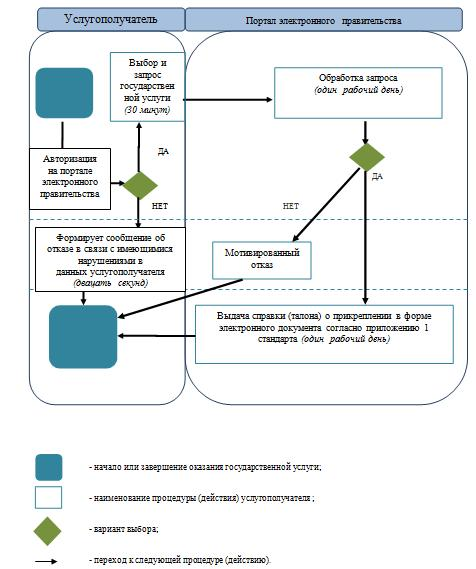 Услугополучатель
Портал электронного правительства
Выбор и
запрос
государствен
ной услуги
(30 минут)
Обработка запроса
(один рабочий день)
ДА
Авторизация
на портале
электронного
правительства
ДА
НЕТ
НЕТ
Формирует сообщение об
отказе в связи с имеющимися
нарушениями в
данных услугополучателя
(двацать секунд)
Мотивированный
отказ
Выдача справки (талона) о прикреплении в форме
электронного документа согласно приложению 1
стандарта (один рабочий день)
- начало или завершение оказания государственной услуги;
- наименование процедуры (действия) услугополучателя ;
- вариант выбора;
- переход к следующей процедуре (действию).